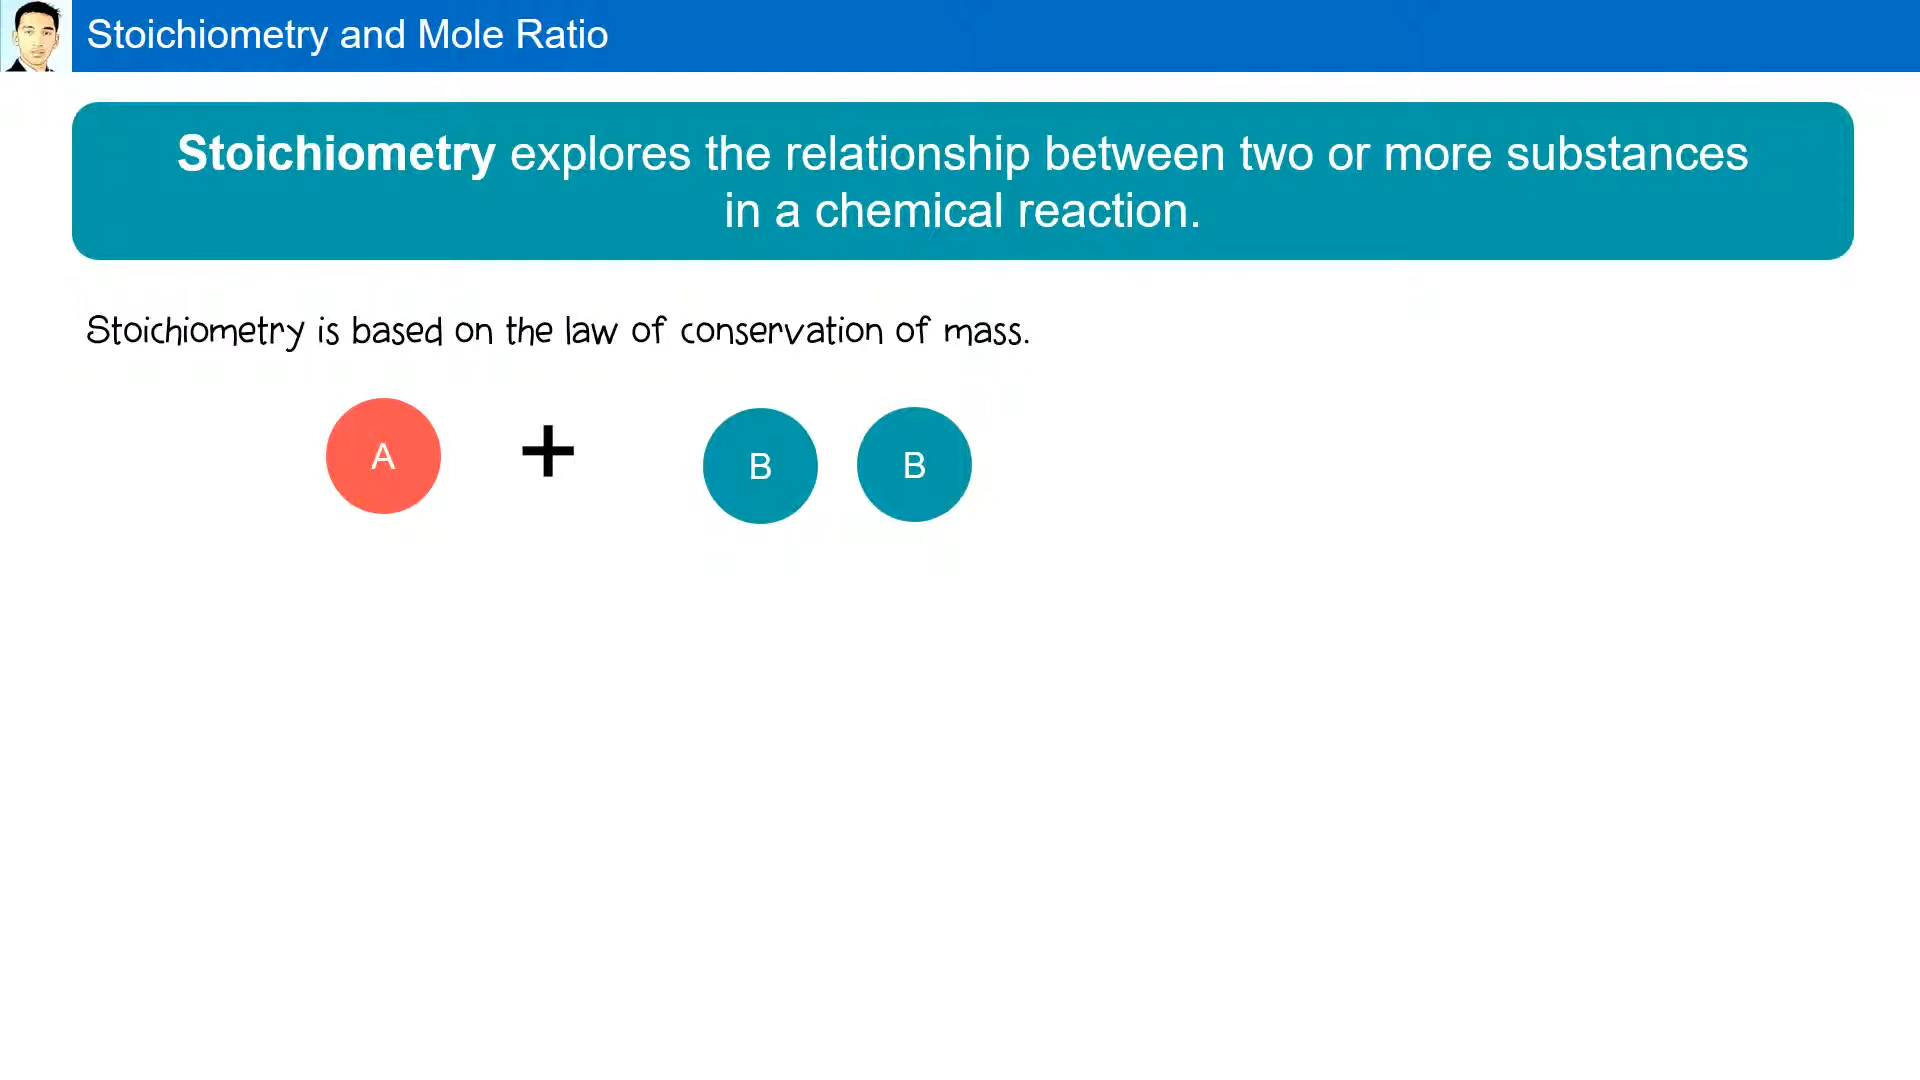 Stoichiometry and Mole Ratio
Stoichiometry explores the relationship between two or more substances
in a chemical reaction.
Stoichiometry is based on the law of conservation of mass.
A + B B